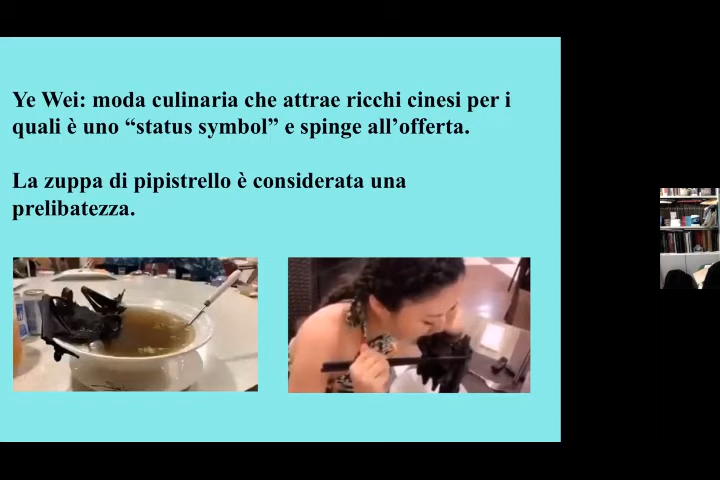 Ye Wei: moda culinaria che attrae ricchi cinesi per i
quali è uno “status symbol” e spinge all’offerta.
La zuppa di pipistrello è considerata una
prelibatezza.